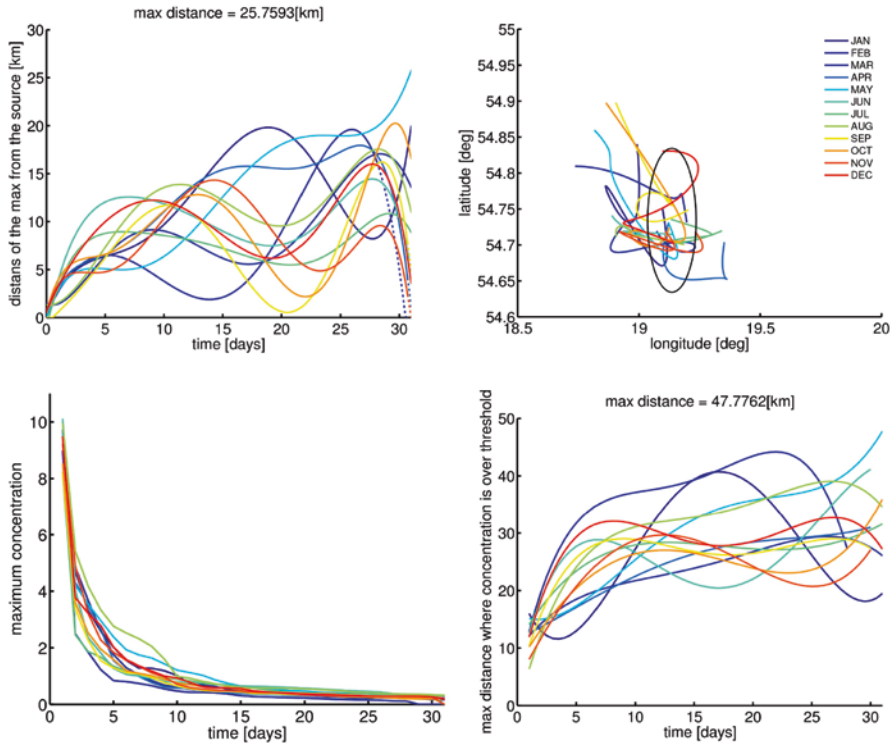 max distance = 25.7593[km]
distans of the max from the source [km]
30
25
20
15
10
5
0
0 5 10 15 20 25 30
time [days]
latitude [deg]
55
54.95
54.9
54.85
54.8
54.75
54.7
54.65
54.6
18.5 19 19.5 20
longitude [deg]
JAN
FEB
MAR
APR
MAY
JUN
JUL
AUG
SEP
OCT
NOV
DEC
maximum concentration
10
8
6
4
2
0
0 5 10 15 20 25 30
time [days]
max distance = 47.7762[km]
max distance where concentration is over threshold
50
40
30
20
10
0
0 5 10 15 20 25 30
time [days]